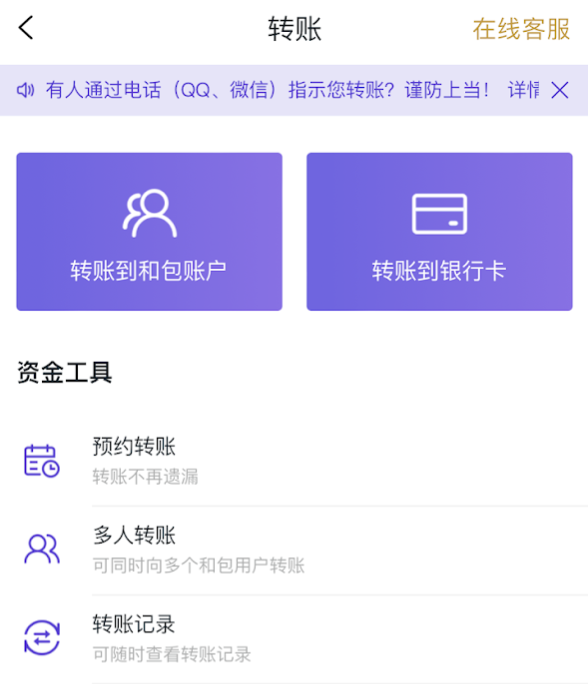 转账
在线客服
有人通过电话（QQ、微信）指示您转账？谨防上当！ 详情
转账到和包账户
转账到银行卡
资金工具
预约转账
转账不再遗漏
多人转账
可同时向多个和包用户转账
转账记录
可随时查看转账记录